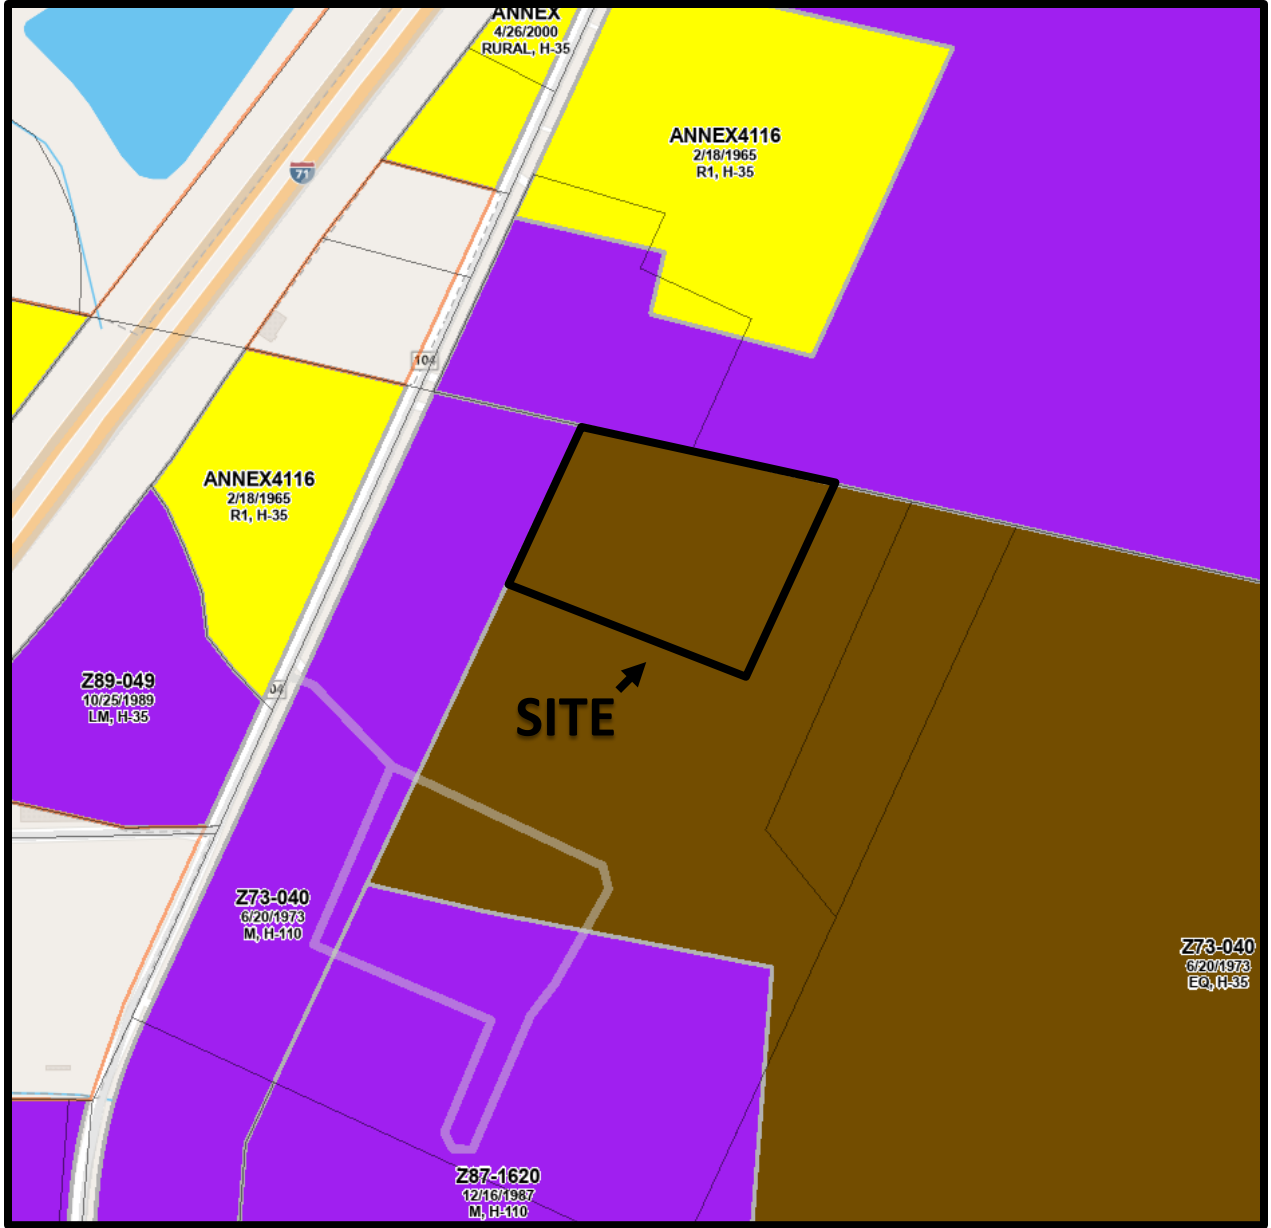 ANNEX
4/26/2000
RURAL, H-35
ANNEX4116
2/18/1965
R1, H-35
71
104
ANNEX4116
2/18/1965
R1, H-35
Z89-049
10/25/1989
LM, H-35
04
SITE
Z73-040
6/20/1973
M, H-110
Z73-040
6/20/1973
EQ, H-35
Z87-1620
12/16/1987
M, H-110